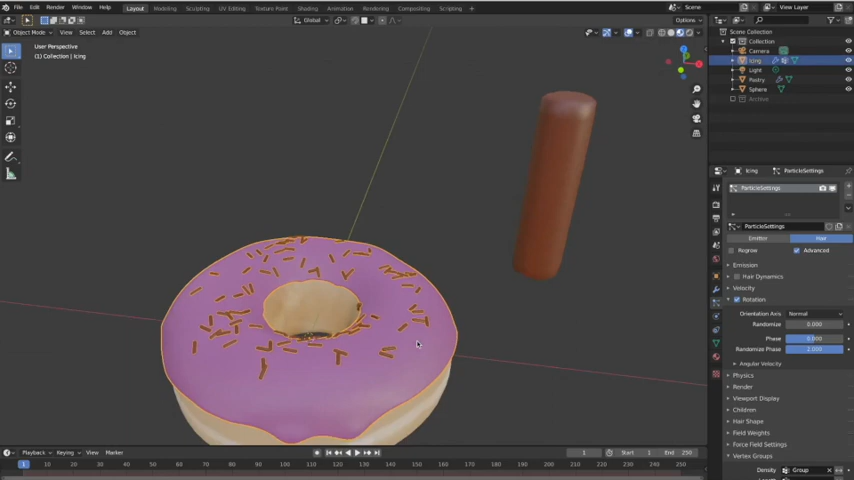 File Edit Render Window Help Layout Modeling Sculpting UV Editing Texture Paint Shading Animation Rendering Compositing Scripting Scene View Layer
Global Options
Object Mode View Select Add Object
User Perspective
(1) Collection | Icing
Scene Collection
Collection
Camera
Icing
Light
Pastry
Sphere
Archive
Icing ParticleSettings
ParticleSettings
ParticleSettings
Emitter Hair
Regrow Advanced
Emission
Hair Dynamics
Velocity
Rotation
Orientation Axis Normal
Randomize 0.000
Phase 0.000
Randomize Phase 2.000
Angular Velocity
Physics
Render
Viewport Display
Children
Hair Shape
Field Weights
Force Field Settings
Vertex Groups
Density Group
Playback Keying View Marker 1 Start 1 End 250
1 10 20 30 40 50 60 70 80 90 100 110 120 130 140 150 160 170 180 190 200 210 220 230 240 250